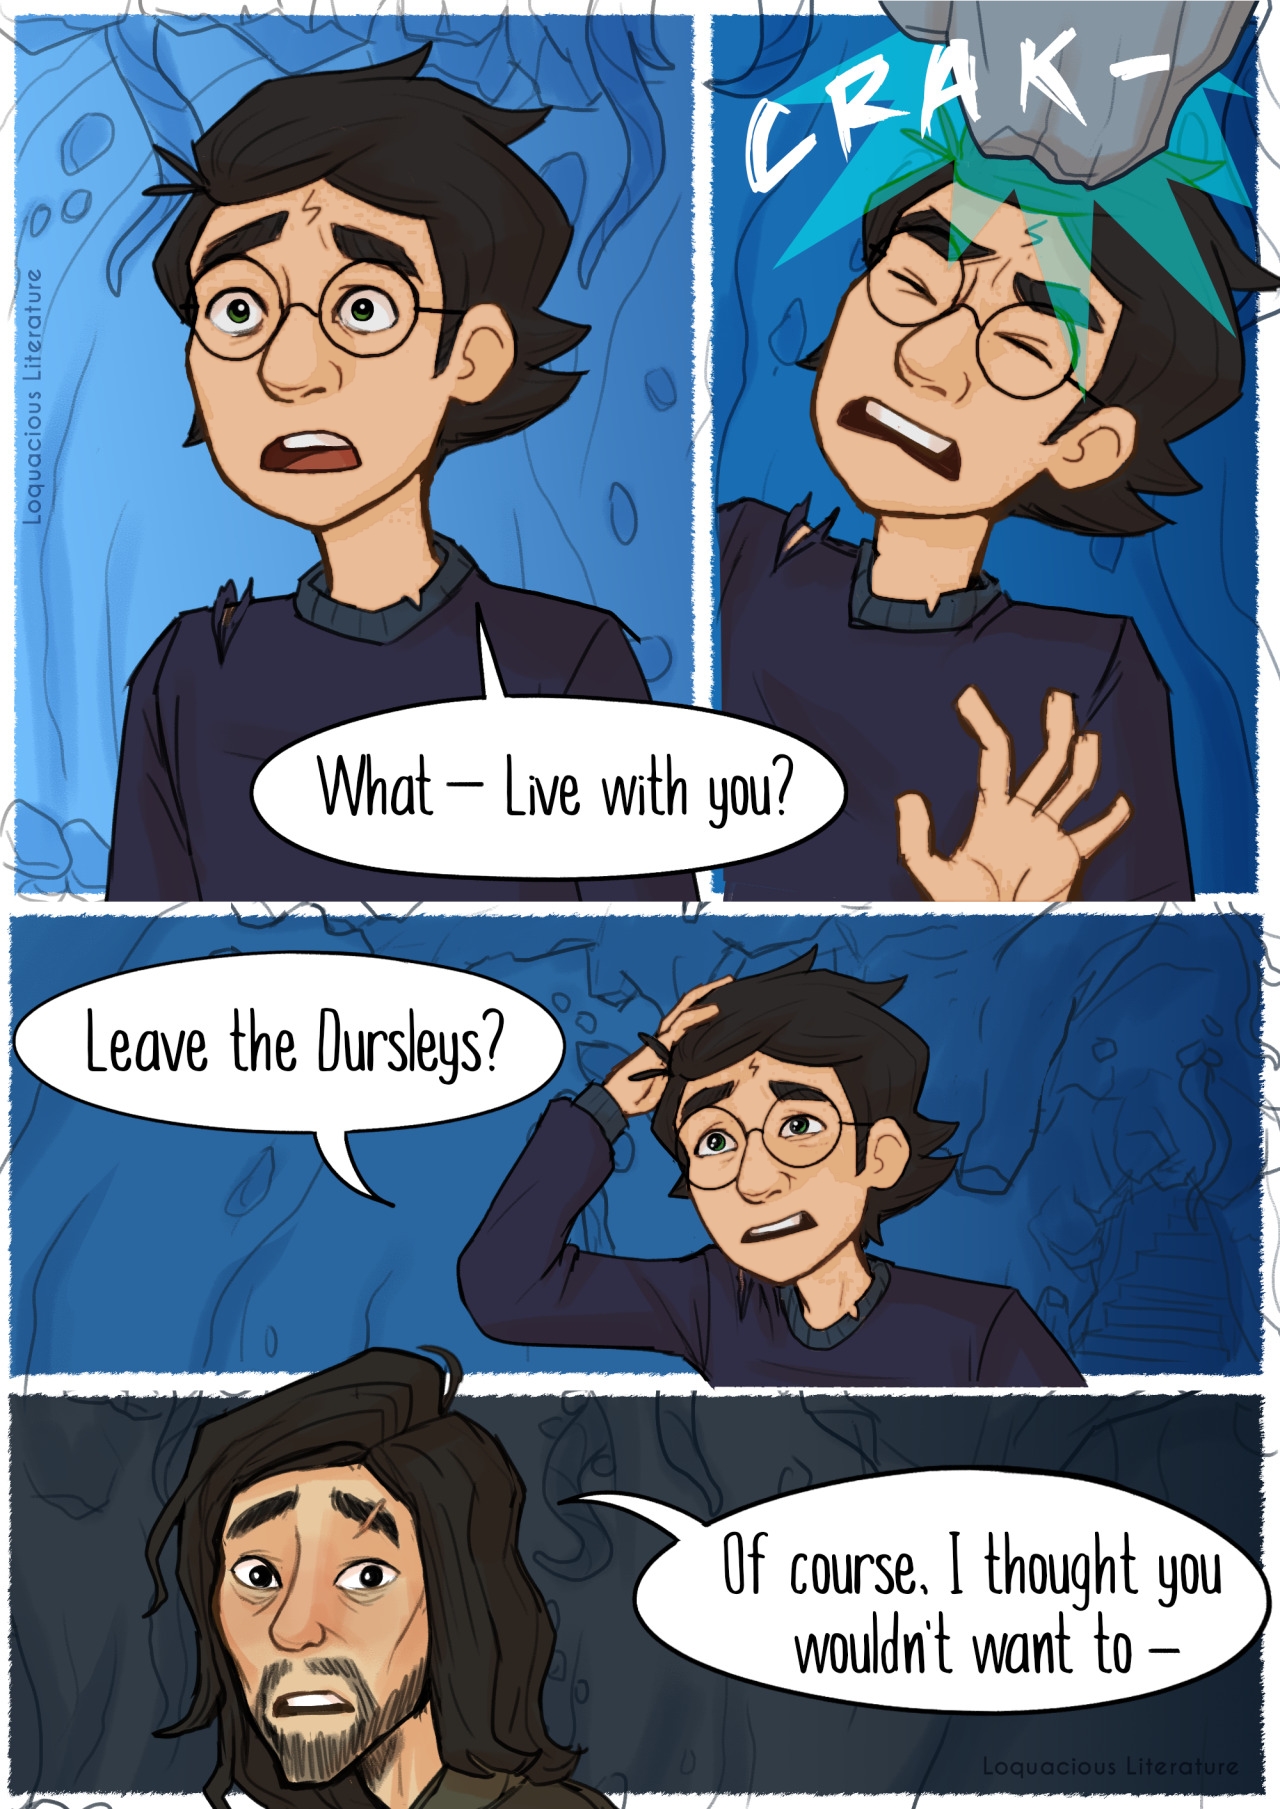 CRAK-
Loquacious Literature
What – Live with you?
Leave the Dursleys?
Of course, I thought you
wouldn't want to –
Loquacious Literature